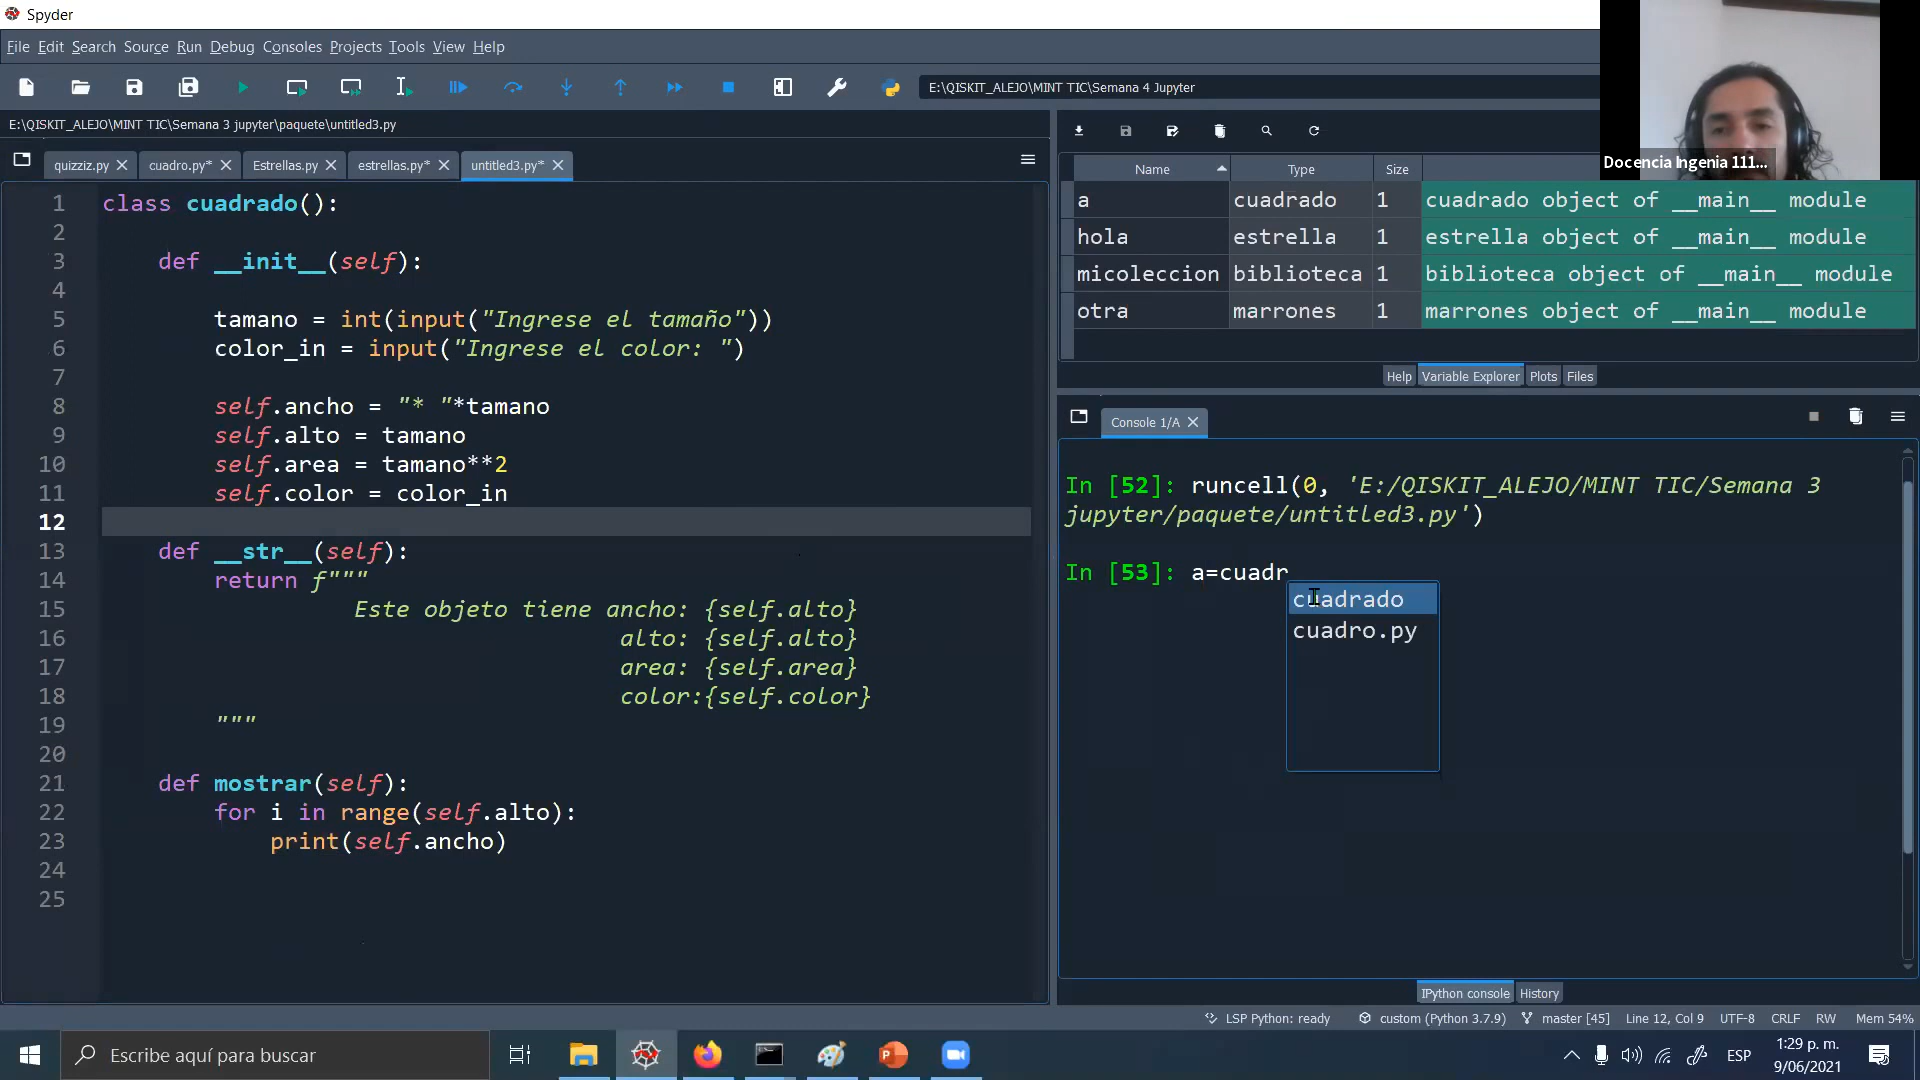 Spyder
File Edit Search Source Run Debug Consoles Projects Tools View Help
E:\QISKIT_ALEJO\MINT TIC\Semana 4 Jupyter
E:\QISKIT_ALEJO\MINT TIC\Semana 3 jupyter\paquete\untitled3.py
quizziz.py cuadro.py* Estrellas.py estrellas.py* untitled3.py*
1 class cuadrado():
2
3 def __init__(self):
4
5 tamano = int(input("Ingrese el tamaño"))
6 color_in = input("Ingrese el color: ")
7
8 self.ancho = "* "*tamano
9 self.alto = tamano
10 self.area = tamano**2
11 self.color = color_in
12
13 def __str__(self):
14 return f"""
15 Este objeto tiene ancho: {self.alto}
16 alto: {self.alto}
17 area: {self.area}
18 color:{self.color}
19 """
20
21 def mostrar(self):
22 for i in range(self.alto):
23 print(self.ancho)
24
25
Docencia Ingenia 111...
Name Type Size
a cuadrado 1 cuadrado object of __main__ module
hola estrella 1 estrella object of __main__ module
micoleccion biblioteca 1 biblioteca object of __main__ module
otra marrones 1 marrones object of __main__ module
Help Variable Explorer Plots Files
Console 1/A
In [52]: runcell(0, 'E:/QISKIT_ALEJO/MINT TIC/Semana 3
jupyter/paquete/untitled3.py')
In [53]: a=cuadr
cuadrado
cuadro.py
IPython console History
LSP Python: ready custom (Python 3.7.9) master [45] Line 12, Col 9 UTF-8 CRLF RW Mem 54%
Escribe aquí para buscar
ESP
1:29 p. m.
9/06/2021